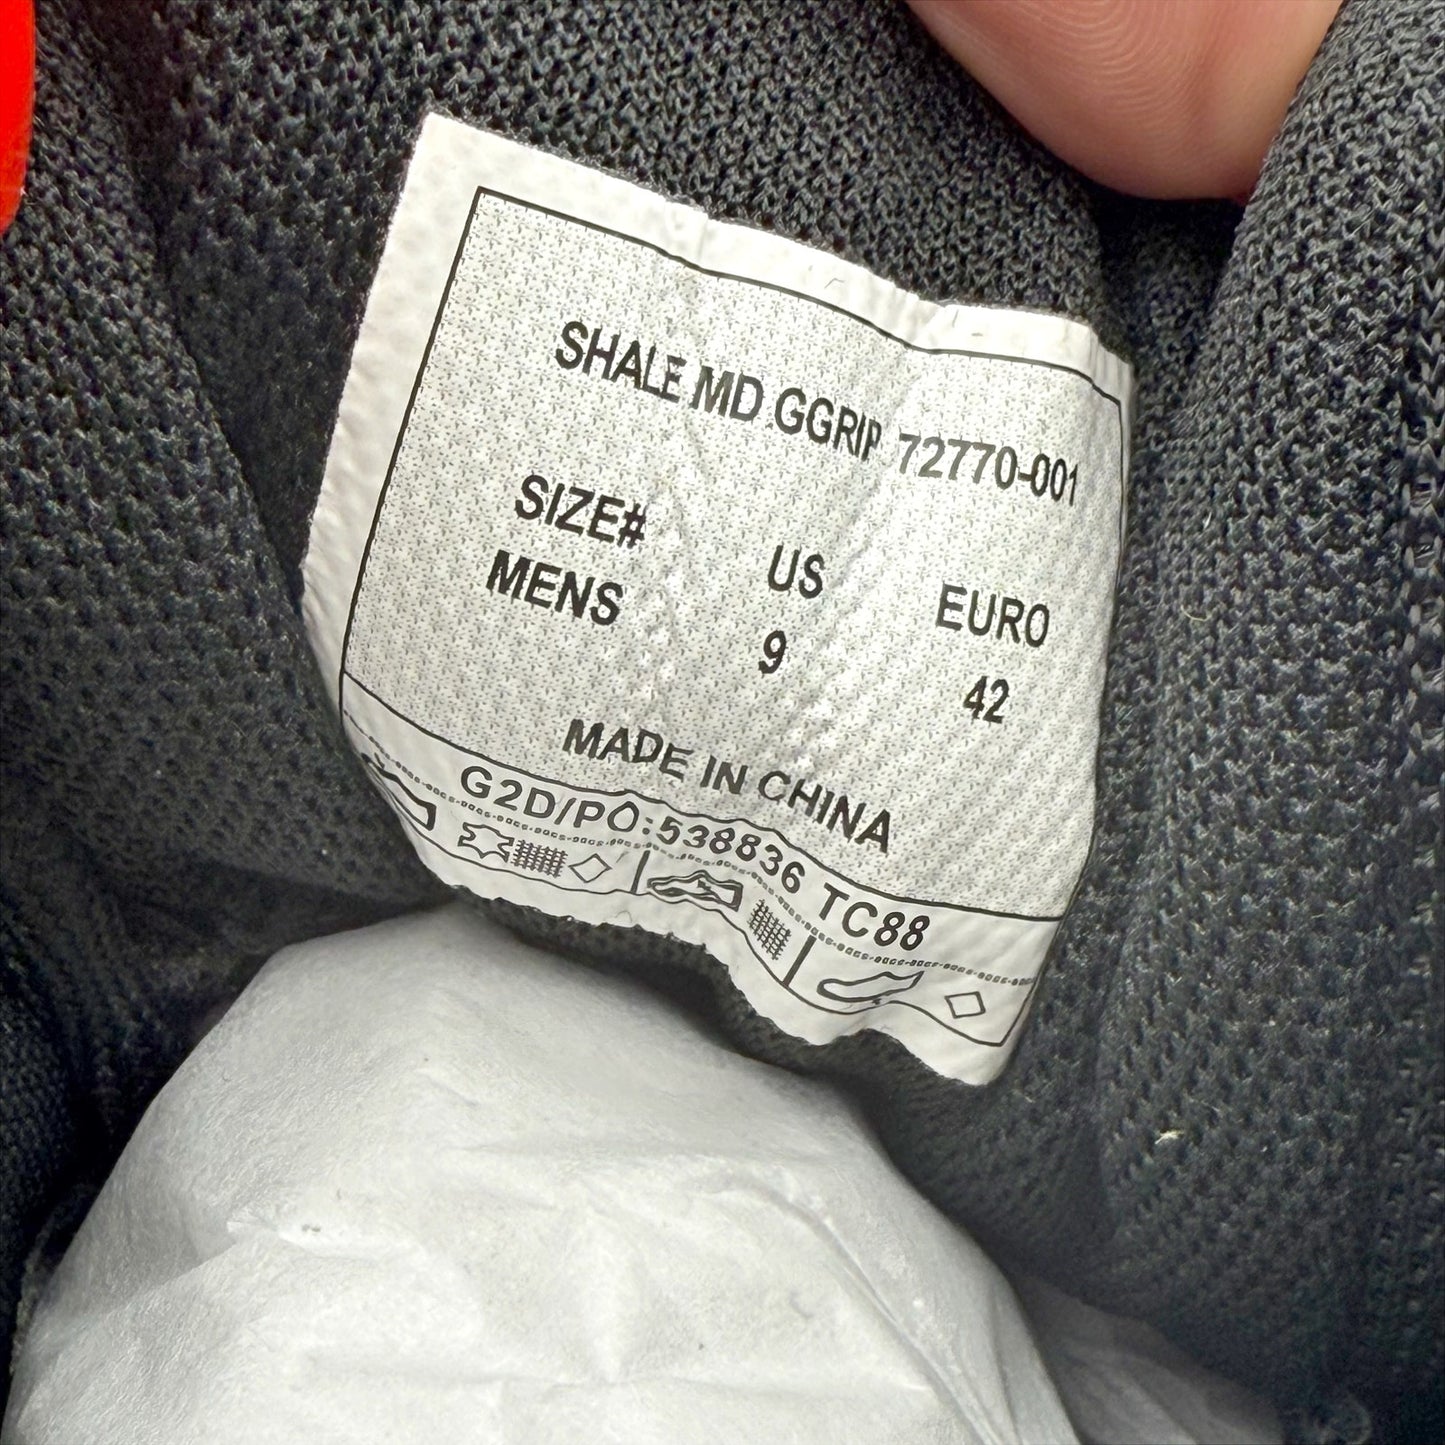 SHALE MD GGRIP 72770-001
SIZE# US EURO
MENS 9 42
MADE IN CHINA
G2D/PO:538836 TC88